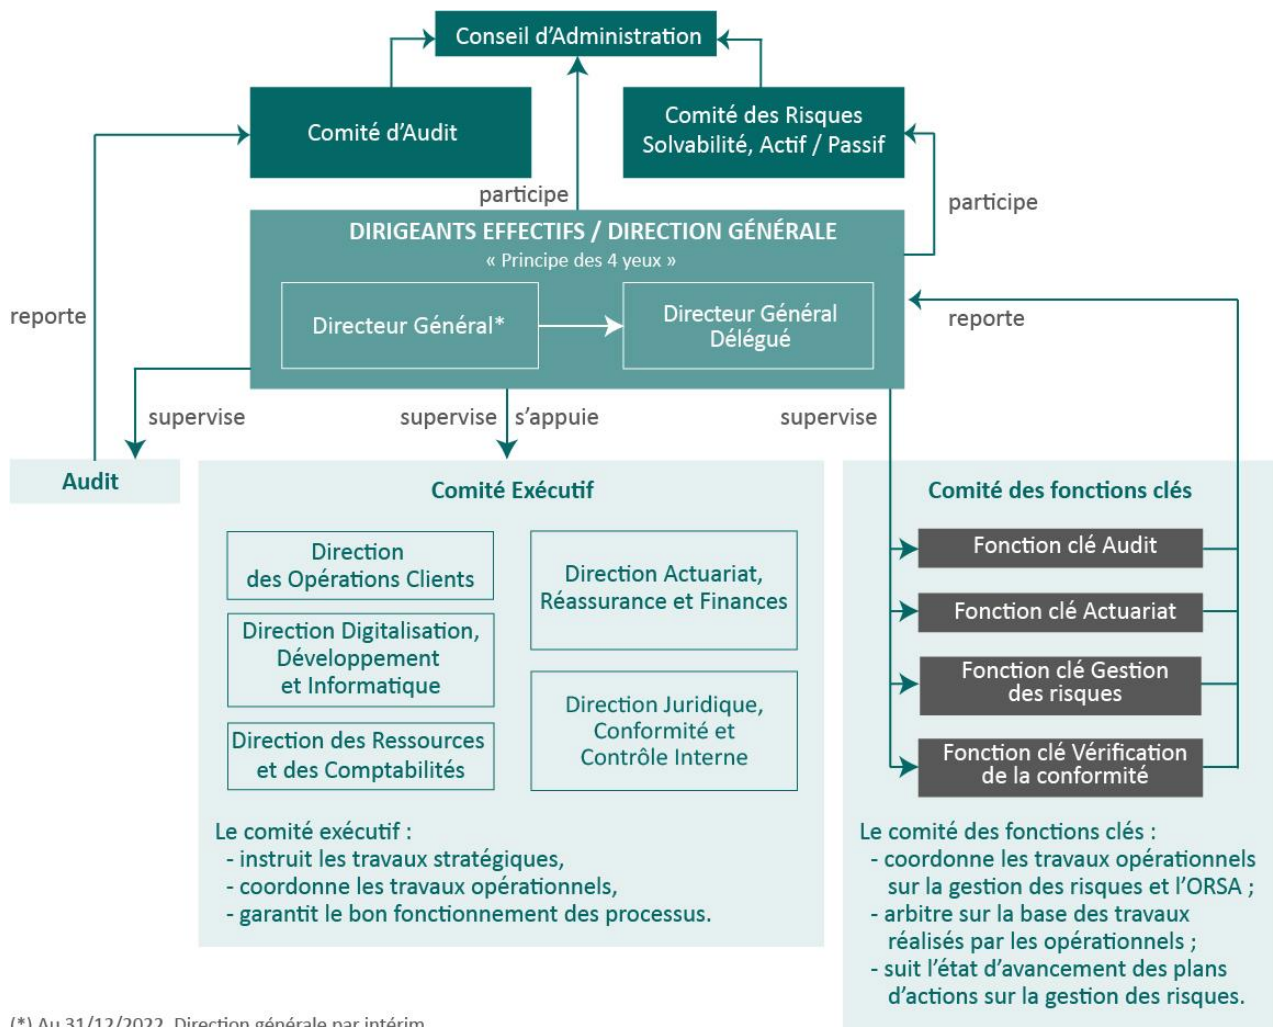 Conseil d'Administration
Comité d'Audit
Comité des Risques
Solvabilité, Actif / Passif
participe
participe
DIRIGEANTS EFFECTIFS / DIRECTION GÉNÉRALE
« Principe des 4 yeux »
Directeur Général*
Directeur Général
Délégué
reporte
reporte
supervise
supervise
s'appuie
supervise
Audit
Comité Exécutif
Direction
des Opérations Clients
Direction Digitalisation,
Développement
et Informatique
Direction des Ressources
et des Comptabilités
Direction Actuariat,
Réassurance et Finances
Direction Juridique,
Conformité et
Contrôle Interne
Le comité exécutif :
- instruit les travaux stratégiques,
- coordonne les travaux opérationnels,
- garantit le bon fonctionnement des processus.
Comité des fonctions clés
Fonction clé Audit
Fonction clé Actuariat
Fonction clé Gestion
des risques
Fonction clé Vérification
de la conformité
Le comité des fonctions clés :
- coordonne les travaux opérationnels
sur la gestion des risques et l'ORSA ;
- arbitre sur la base des travaux
réalisés par les opérationnels ;
- suit l'état d'avancement des plans
d'actions sur la gestion des risques.
(*) Au 31/12/2022, Direction générale par intérim